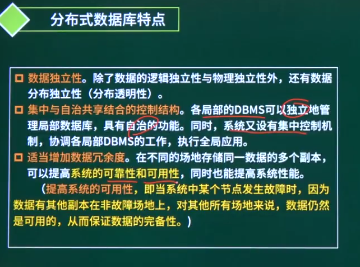 分布式数据库特点
数据独立性。除了数据的逻辑独立性与物理独立性外，还有数
据分布独立性（分布透明性）。
集中与自治共享结合的控制结构。各局部的DBMS可以独立地管
理局部数据库，具有自治的功能。同时，系统又设有集中控制机
制，协调各局部DBMS的工作，执行全局应用。
适当增加数据冗余度。在不同的场地存储同一数据的多个副本，
可以提高系统的可靠性和可用性，同时也能提高系统性能。
（提高系统的可用性，即当系统中某个节点发生故障时，因为
数据有其他副本在非故障场地上，对其他所有场地来说，数据仍然
是可用的，从而保证数据的完备性。）